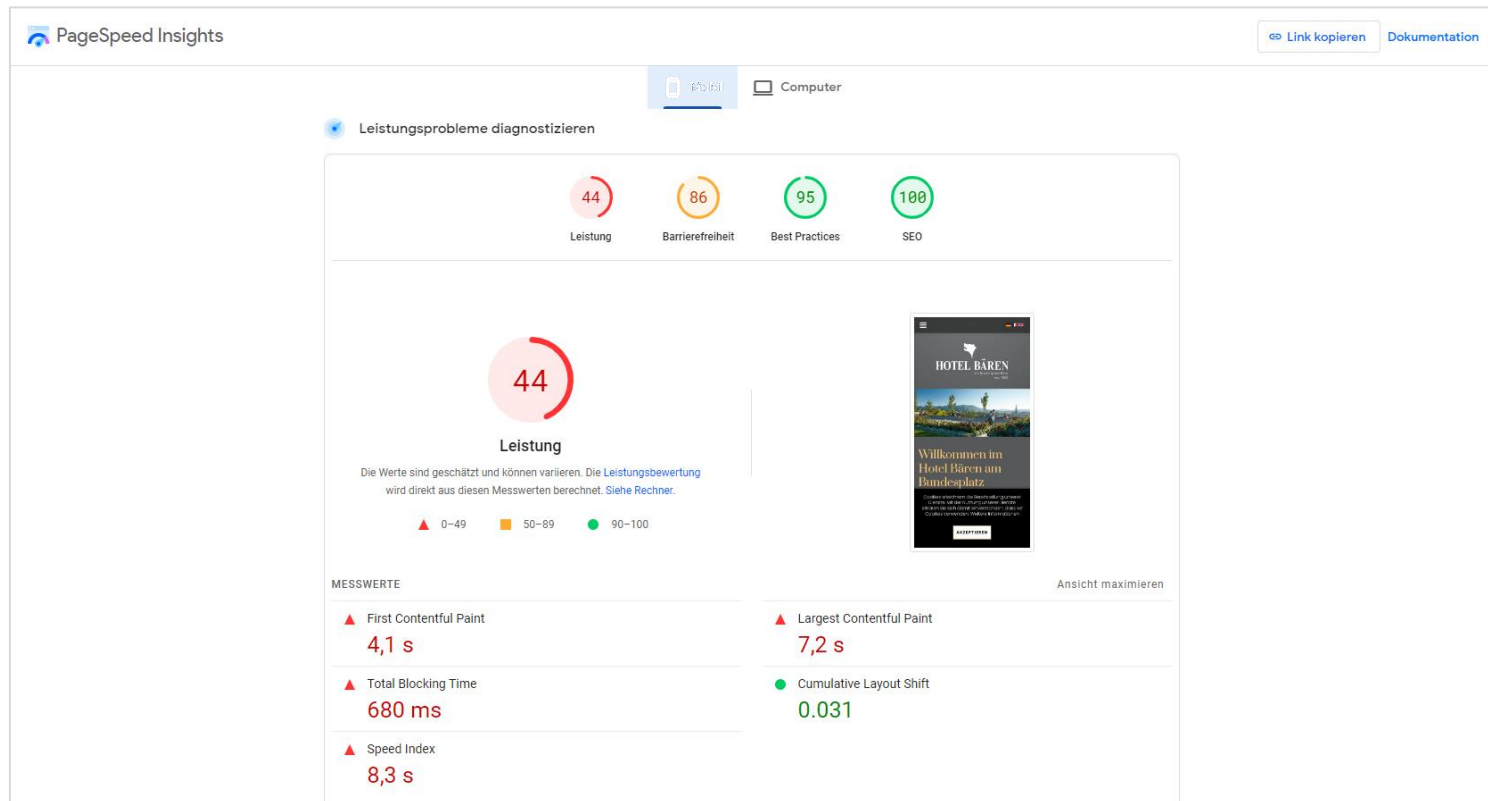 PageSpeed Insights
Link kopieren
Dokumentation
Computer
Leistungsprobleme diagnostizieren
44
86
95
100
Leistung
Barrierefreiheit
Best Practices
SEO
44
Leistung
Die Werte sind geschätzt und können variieren. Die Leistungsbewertung
wird direkt aus diesen Messwerten berechnet. Siehe Rechner.
0–49
50–89
90–100
HOTEL BÄREN
Willkommen im
Hotel Bären am
Bundesplatz
AKZEPTIEREN
MESSWERTE
Ansicht maximieren
First Contentful Paint
4,1 s
Largest Contentful Paint
7,2 s
Total Blocking Time
680 ms
Cumulative Layout Shift
0.031
Speed Index
8,3 s